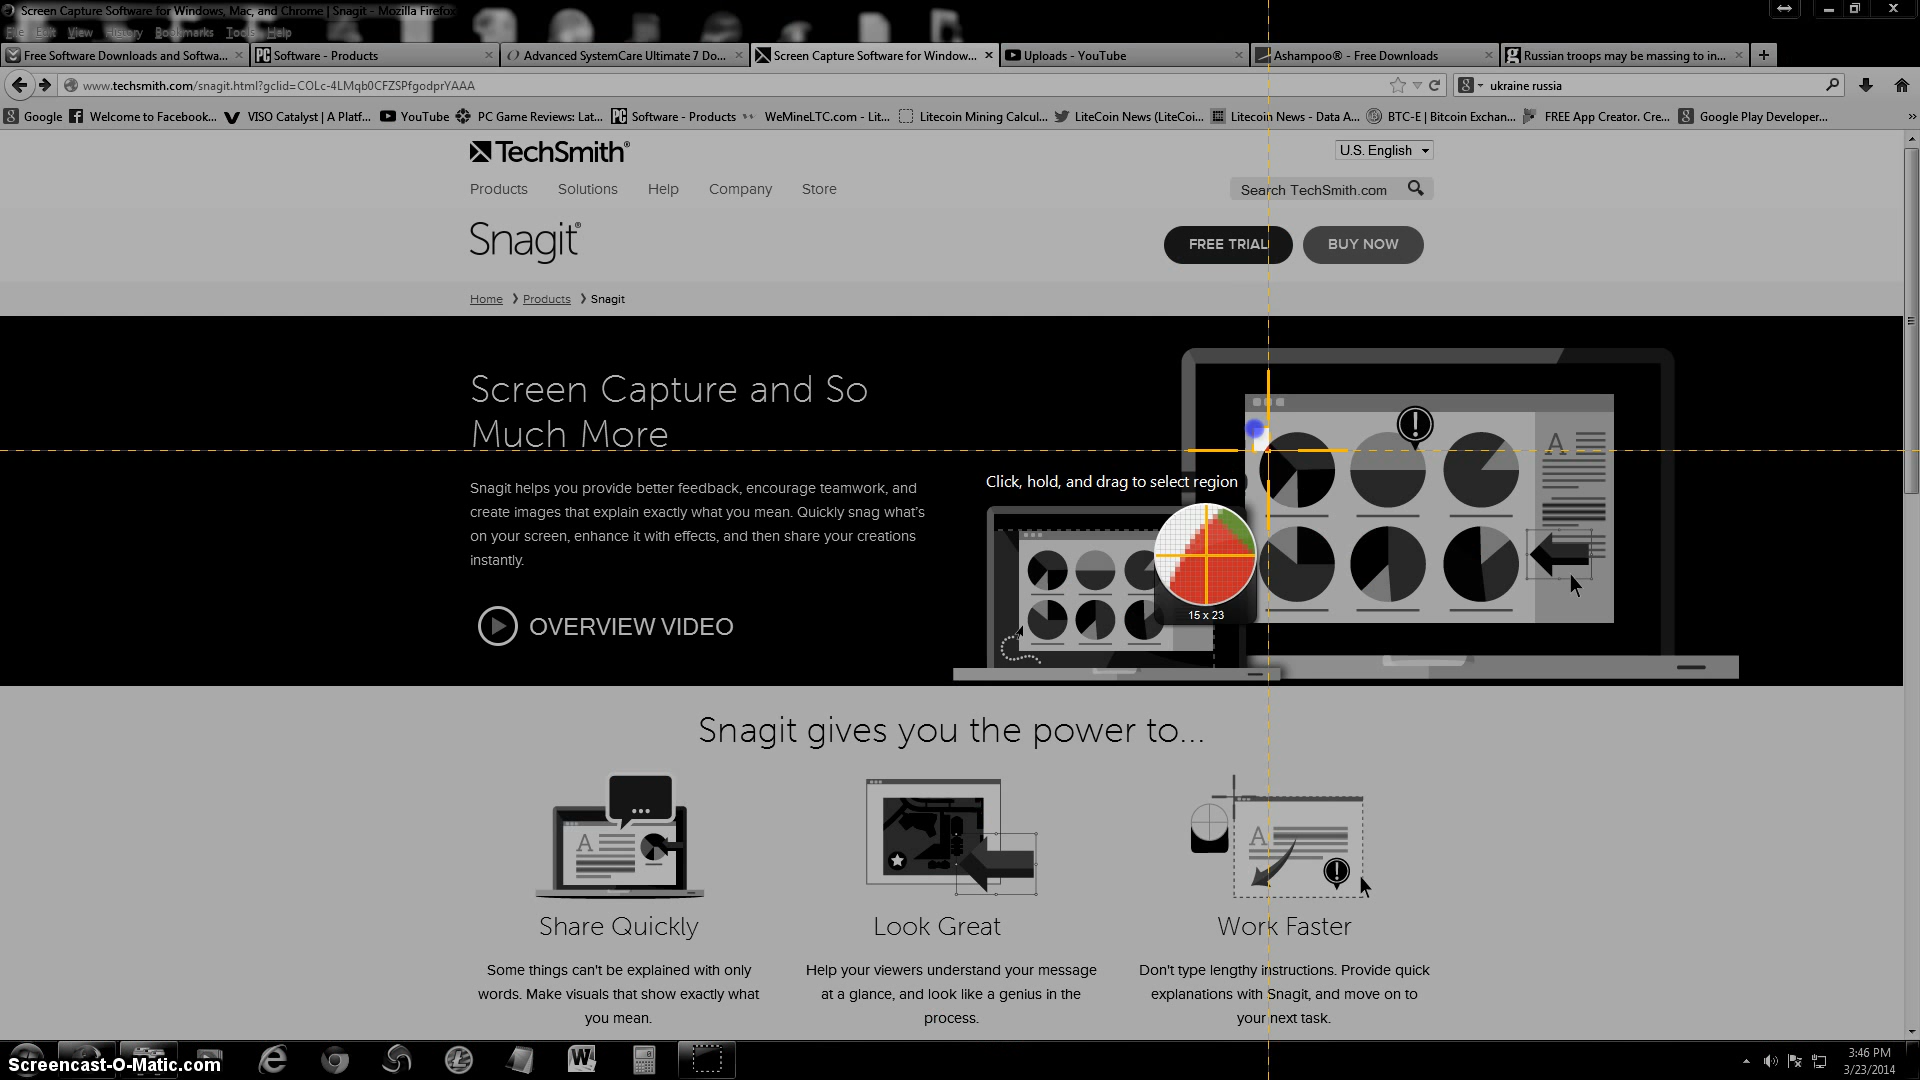 Screen Capture Software for Windows, Mac, and Chrome | Snagit - Mozilla Firefox
File Edit View History Bookmarks Tools Help
Free Software Downloads and Softwa...
Software - Products
Advanced SystemCare Ultimate 7 Do...
Screen Capture Software for Window...
Uploads - YouTube
Ashampoo® - Free Downloads
Russian troops may be massing to in...
www.techsmith.com/snagit.html?gclid=COLc-4LMqb0CFZSPfgodprYAAA
ukraine russia
Google
Welcome to Facebook...
VISO Catalyst | A Platf...
YouTube
PC Game Reviews: Lat...
Software - Products
WeMineLTC.com - Lit...
Litecoin Mining Calcul...
LiteCoin News (LiteCoi...
Litecoin News - Data A...
BTC-E | Bitcoin Exchan...
FREE App Creator. Cre...
Google Play Developer...
TechSmith®
U.S. English
Products Solutions Help Company Store
Search TechSmith.com
Snagit®
FREE TRIAL
BUY NOW
Home Products Snagit
Screen Capture and So
Much More
Click, hold, and drag to select region
Snagit helps you provide better feedback, encourage teamwork, and
create images that explain exactly what you mean. Quickly snag what's
on your screen, enhance it with effects, and then share your creations
instantly.
15 x 23
OVERVIEW VIDEO
A
Snagit gives you the power to...
A
A
Share Quickly
Look Great
Work Faster
Some things can't be explained with only
words. Make visuals that show exactly what
you mean.
Help your viewers understand your message
at a glance, and look like a genius in the
process.
Don't type lengthy instructions. Provide quick
explanations with Snagit, and move on to
your next task.
Screencast-O-Matic.com
3:46 PM
3/23/2014